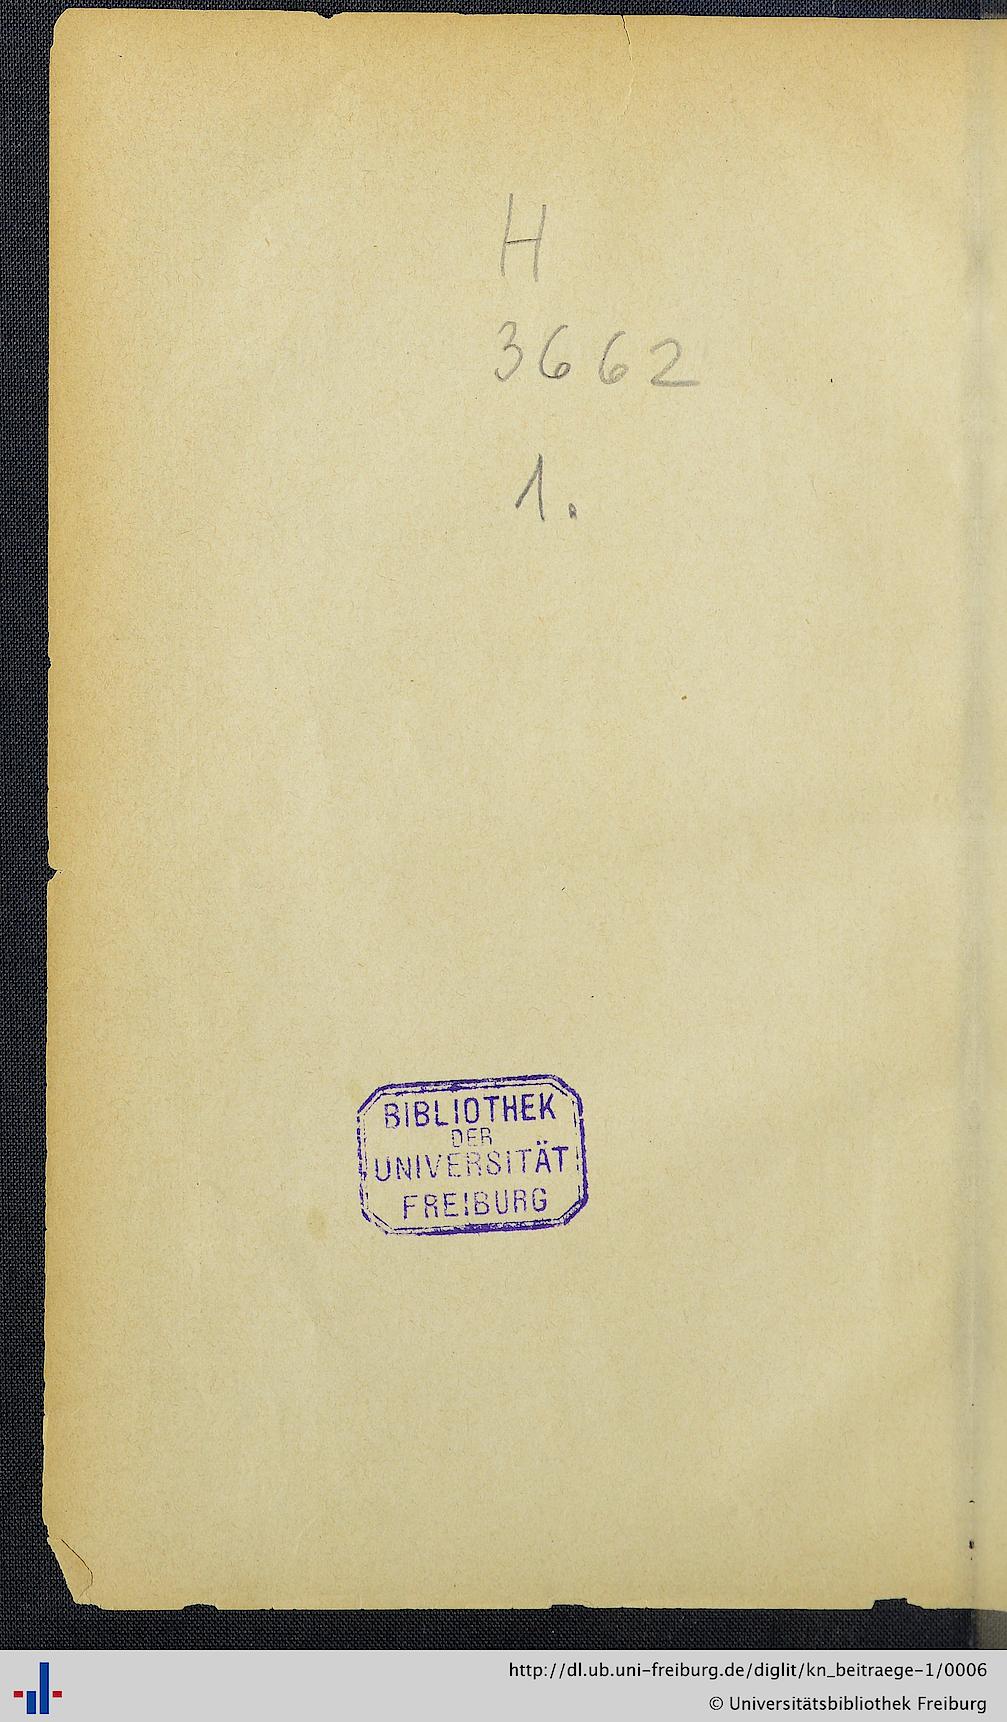 H
3662
1.
BIBLIOTHEK
DER
UNIVERSITÄT
FREIBURG
http://dl.ub.uni-freiburg.de/diglit/kn_beitraege-1/0006
© Universitätsbibliothek Freiburg